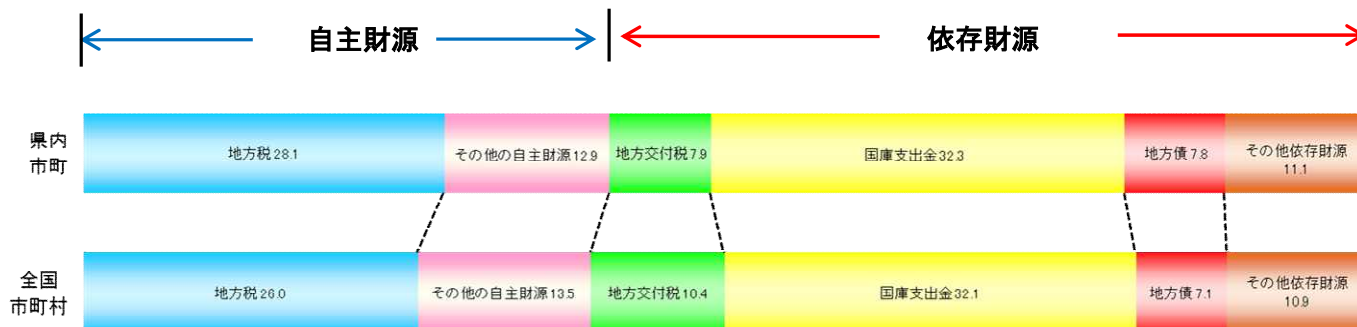 自主財源
依存財源
県内
市町
地方税28.1
その他の自主財源12.9
地方交付税7.9
国庫支出金32.3
地方債7.8
その他依存財源
11.1
全国
市町村
地方税26.0
その他の自主財源13.5
地方交付税10.4
国庫支出金32.1
地方債7.1
その他依存財源
10.9